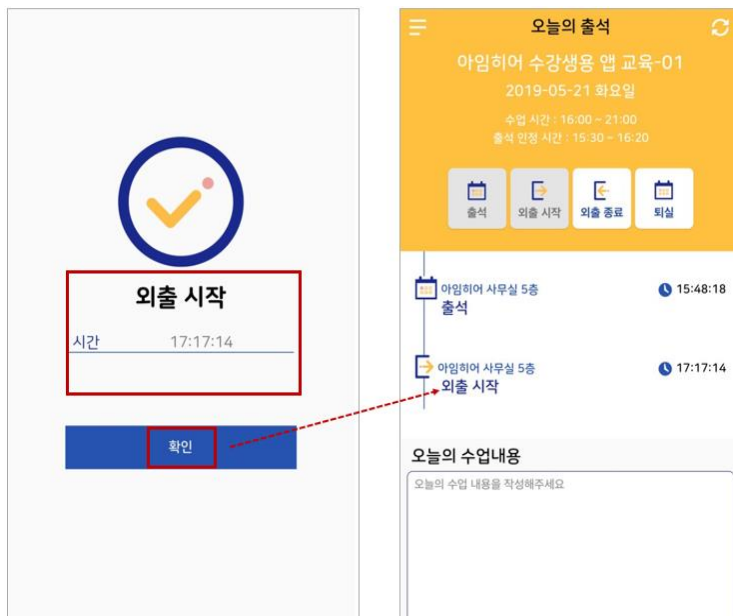 외출 시작
시간 17:17:14
확인
오늘의 출석
아임히어 수강생용 앱 교육-01
2019-05-21 화요일
수업 시간 : 16:00 ~ 21:00
출석 인정 시간 : 15:30 ~ 16:20
출석 외출 시작 외출 종료 퇴실
아임히어 사무실 5층 15:48:18
출석
아임히어 사무실 5층 17:17:14
외출 시작
오늘의 수업내용
오늘의 수업 내용을 작성해주세요